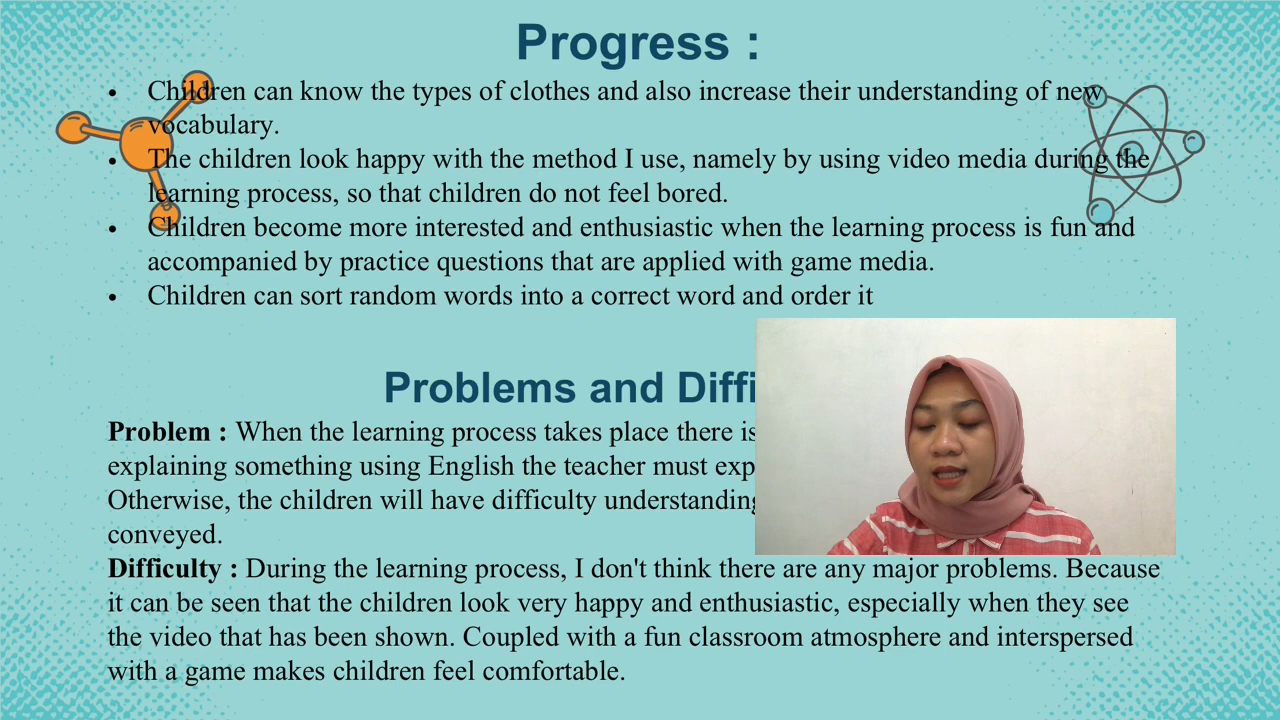 Progress :
• Children can know the types of clothes and also increase their understanding of new
vocabulary.
• The children look happy with the method I use, namely by using video media during the
learning process, so that children do not feel bored.
• Children become more interested and enthusiastic when the learning process is fun and
accompanied by practice questions that are applied with game media.
• Children can sort random words into a correct word and order it
Problems and
Problem : When the learning process takes place there is
explaining something using English the teacher must
Otherwise, the children will have difficulty understanding
conveyed.
Difficulty : During the learning process, I don't think there are any major problems. Because
it can be seen that the children look very happy and enthusiastic, especially when they see
the video that has been shown. Coupled with a fun classroom atmosphere and interspersed
with a game makes children feel comfortable.